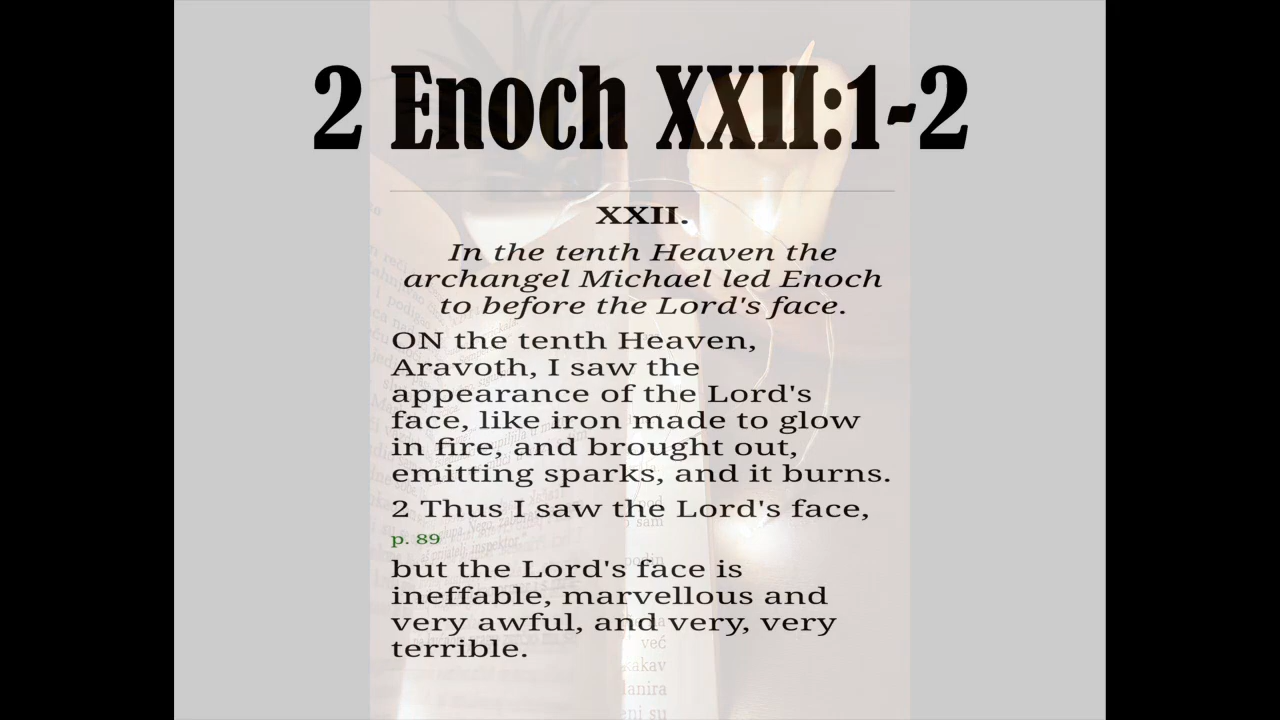 2 Enoch XXII:1-2
XXII.
In the tenth Heaven the
archangel Michael led Enoch
to before the Lord's face.
ON the tenth Heaven,
Aravoth, I saw the
appearance of the Lord's
face, like iron made to glow
in fire, and brought out,
emitting sparks, and it burns.
2 Thus I saw the Lord's face,
p. 89
but the Lord's face is
ineffable, marvellous and
very awful, and very, very
terrible.
sam
već
kakav